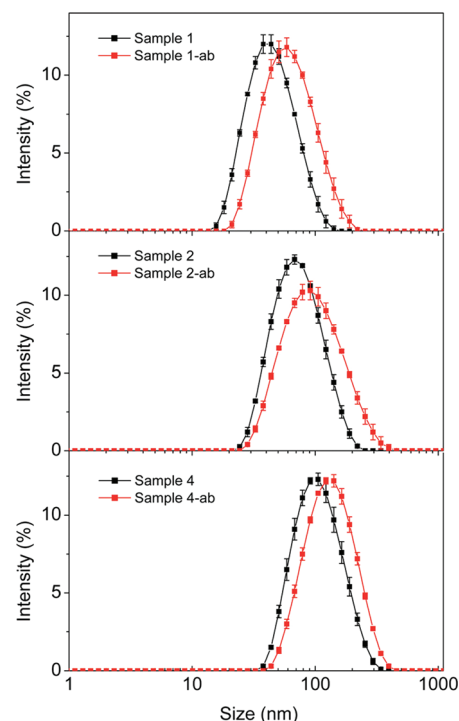 Sample 1
Sample 1-ab
Intensity (%)
10
5
0
Sample 2
Sample 2-ab
Intensity (%)
10
5
0
Sample 4
Sample 4-ab
Intensity (%)
10
5
0
1 10 100 1000
Size (nm)